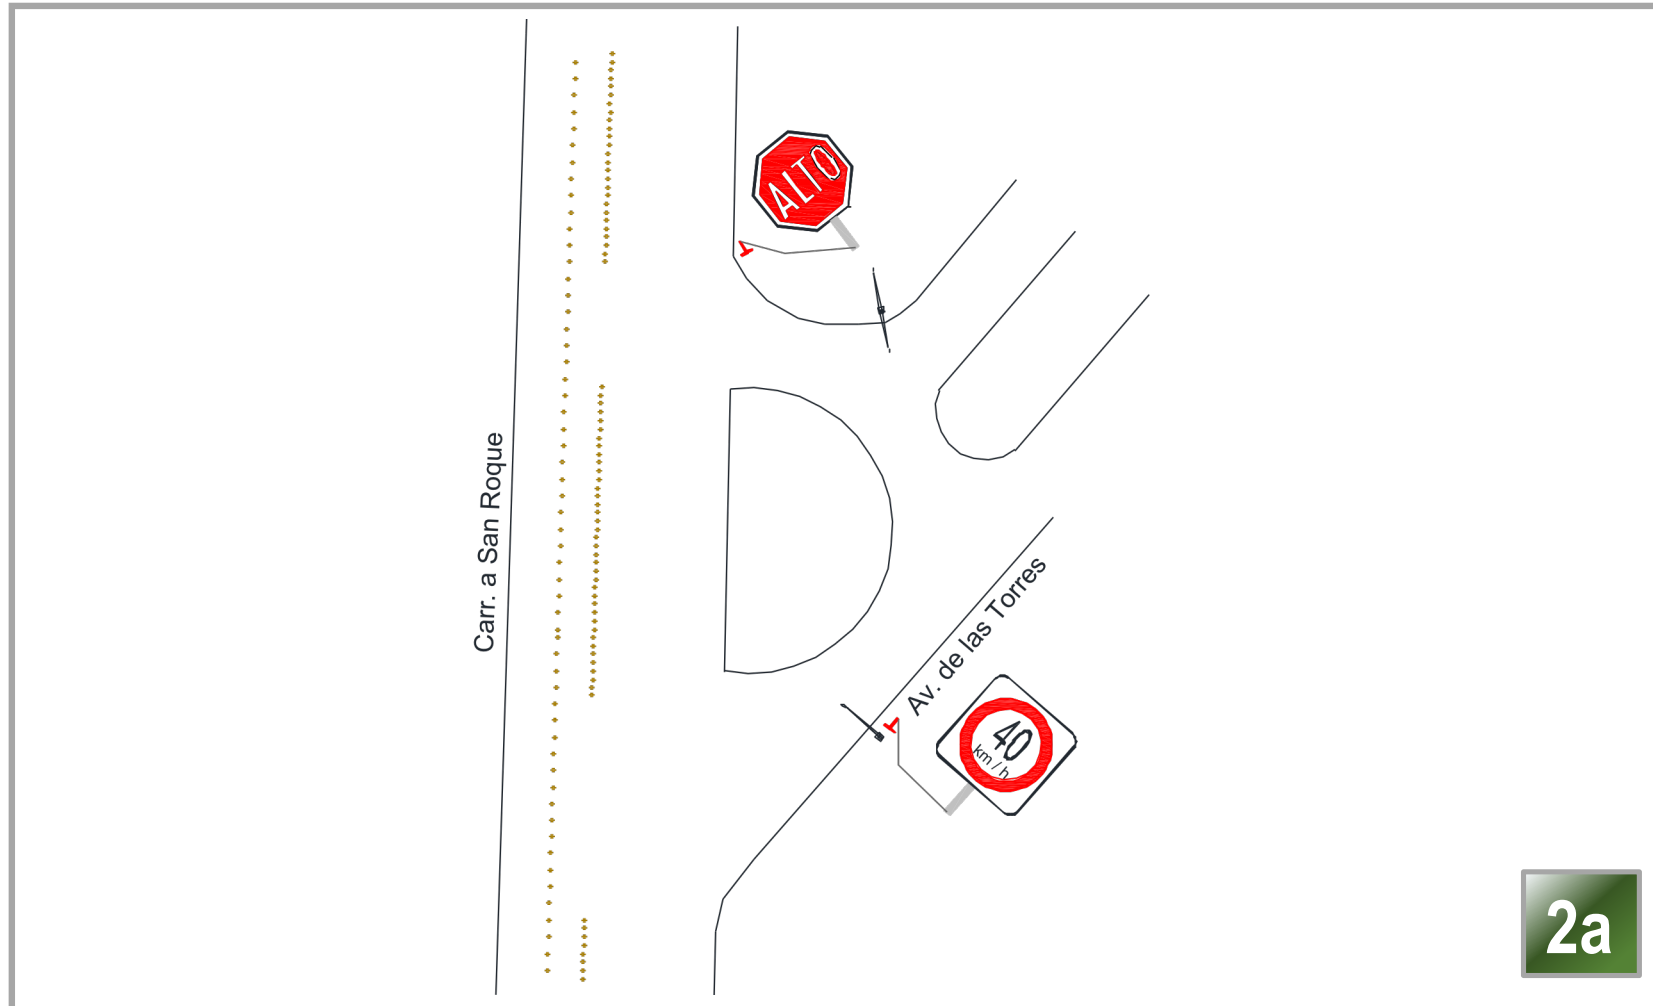 ALTO
Carr. a San Roque
Av. de las Torres
40
km / h
2a